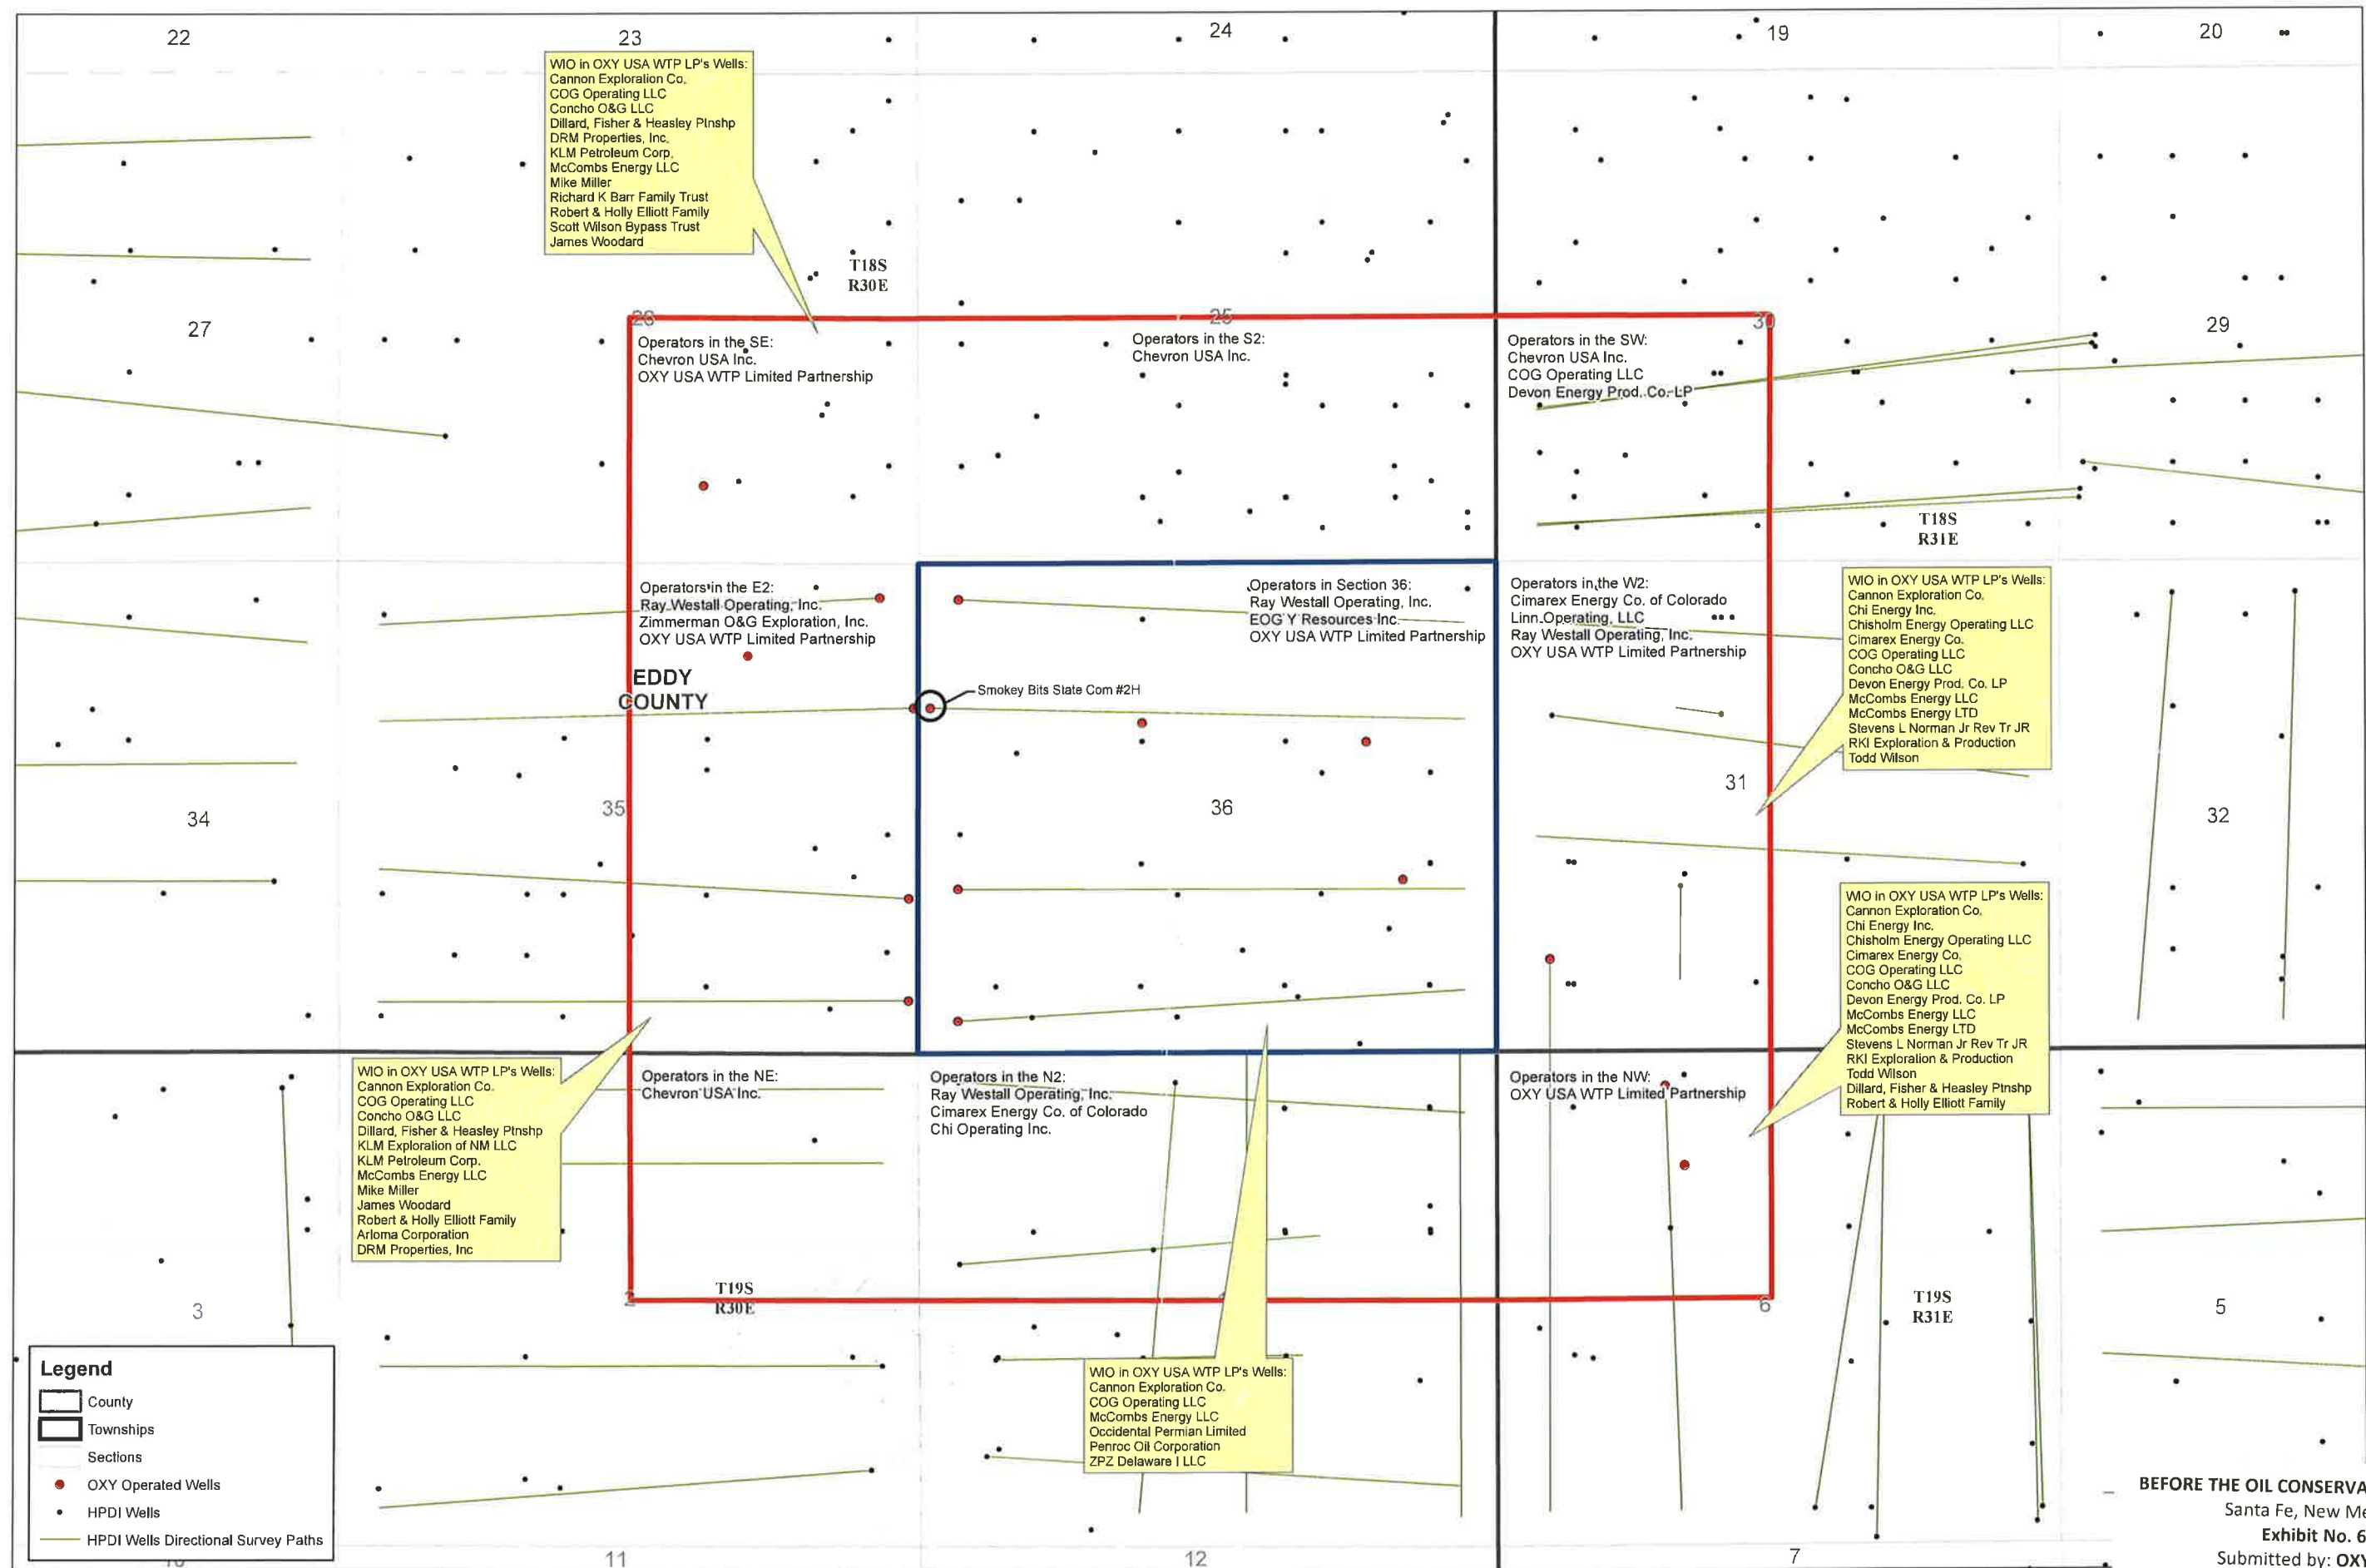 22
23
24
19
20
WIO in OXY USA WTP LP's Wells:
Cannon Exploration Co.
COG Operating LLC
Concho O&G LLC
Dillard, Fisher & Heasley Ptnshp
DRM Properties, Inc.
KLM Petroleum Corp.
McCombs Energy LLC
Mike Miller
Richard K Barr Family Trust
Robert & Holly Elliott Family
Scott Wilson Bypass Trust
James Woodard
T18S
R30E
27
26
25
30
29
Operators in the SE:
Chevron USA Inc.
OXY USA WTP Limited Partnership
Operators in the S2:
Chevron USA Inc.
Operators in the SW:
Chevron USA Inc.
COG Operating LLC
Devon Energy Prod. Co. LP
T18S
R31E
Operators in the E2:
Ray Westall Operating, Inc.
Zimmerman O&G Exploration, Inc.
OXY USA WTP Limited Partnership
Operators in Section 36:
Ray Westall Operating, Inc.
EOG Y Resources Inc.
OXY USA WTP Limited Partnership
Operators in the W2:
Cimarex Energy Co. of Colorado
Linn Operating, LLC
Ray Westall Operating, Inc.
OXY USA WTP Limited Partnership
WIO in OXY USA WTP LP's Wells:
Cannon Exploration Co.
Chi Energy Inc.
Chisholm Energy Operating LLC
Cimarex Energy Co.
COG Operating LLC
Concho O&G LLC
Devon Energy Prod. Co. LP
McCombs Energy LLC
McCombs Energy LTD
Stevens L Norman Jr Rev Tr JR
RKI Exploration & Production
Todd Wilson
EDDY
COUNTY
Smokey Bits State Com #2H
34
35
36
31
32
WIO in OXY USA WTP LP's Wells:
Cannon Exploration Co.
Chi Energy Inc.
Chisholm Energy Operating LLC
Cimarex Energy Co.
COG Operating LLC
Concho O&G LLC
Devon Energy Prod. Co. LP
McCombs Energy LLC
McCombs Energy LTD
Stevens L Norman Jr Rev Tr JR
RKI Exploration & Production
Todd Wilson
Dillard, Fisher & Heasley Ptnshp
Robert & Holly Elliott Family
WIO in OXY USA WTP LP's Wells:
Cannon Exploration Co.
COG Operating LLC
Concho O&G LLC
Dillard, Fisher & Heasley Ptnshp
KLM Exploration of NM LLC
KLM Petroleum Corp.
McCombs Energy LLC
Mike Miller
James Woodard
Robert & Holly Elliott Family
Arloma Corporation
DRM Properties, Inc
Operators in the NE:
Chevron USA Inc.
Operators in the N2:
Ray Westall Operating, Inc.
Cimarex Energy Co. of Colorado
Chi Operating Inc.
Operators in the NW:
OXY USA WTP Limited Partnership
T19S
R30E
T19S
R31E
3
2
6
5
WIO in OXY USA WTP LP's Wells:
Cannon Exploration Co.
COG Operating LLC
McCombs Energy LLC
Occidental Permian Limited
Penroc Oil Corporation
ZPZ Delaware I LLC
Legend
County
Townships
Sections
OXY Operated Wells
HPDI Wells
HPDI Wells Directional Survey Paths
11
12
7
BEFORE THE OIL CONSERVA
Santa Fe, New Me
Exhibit No. 6
Submitted by: OXY